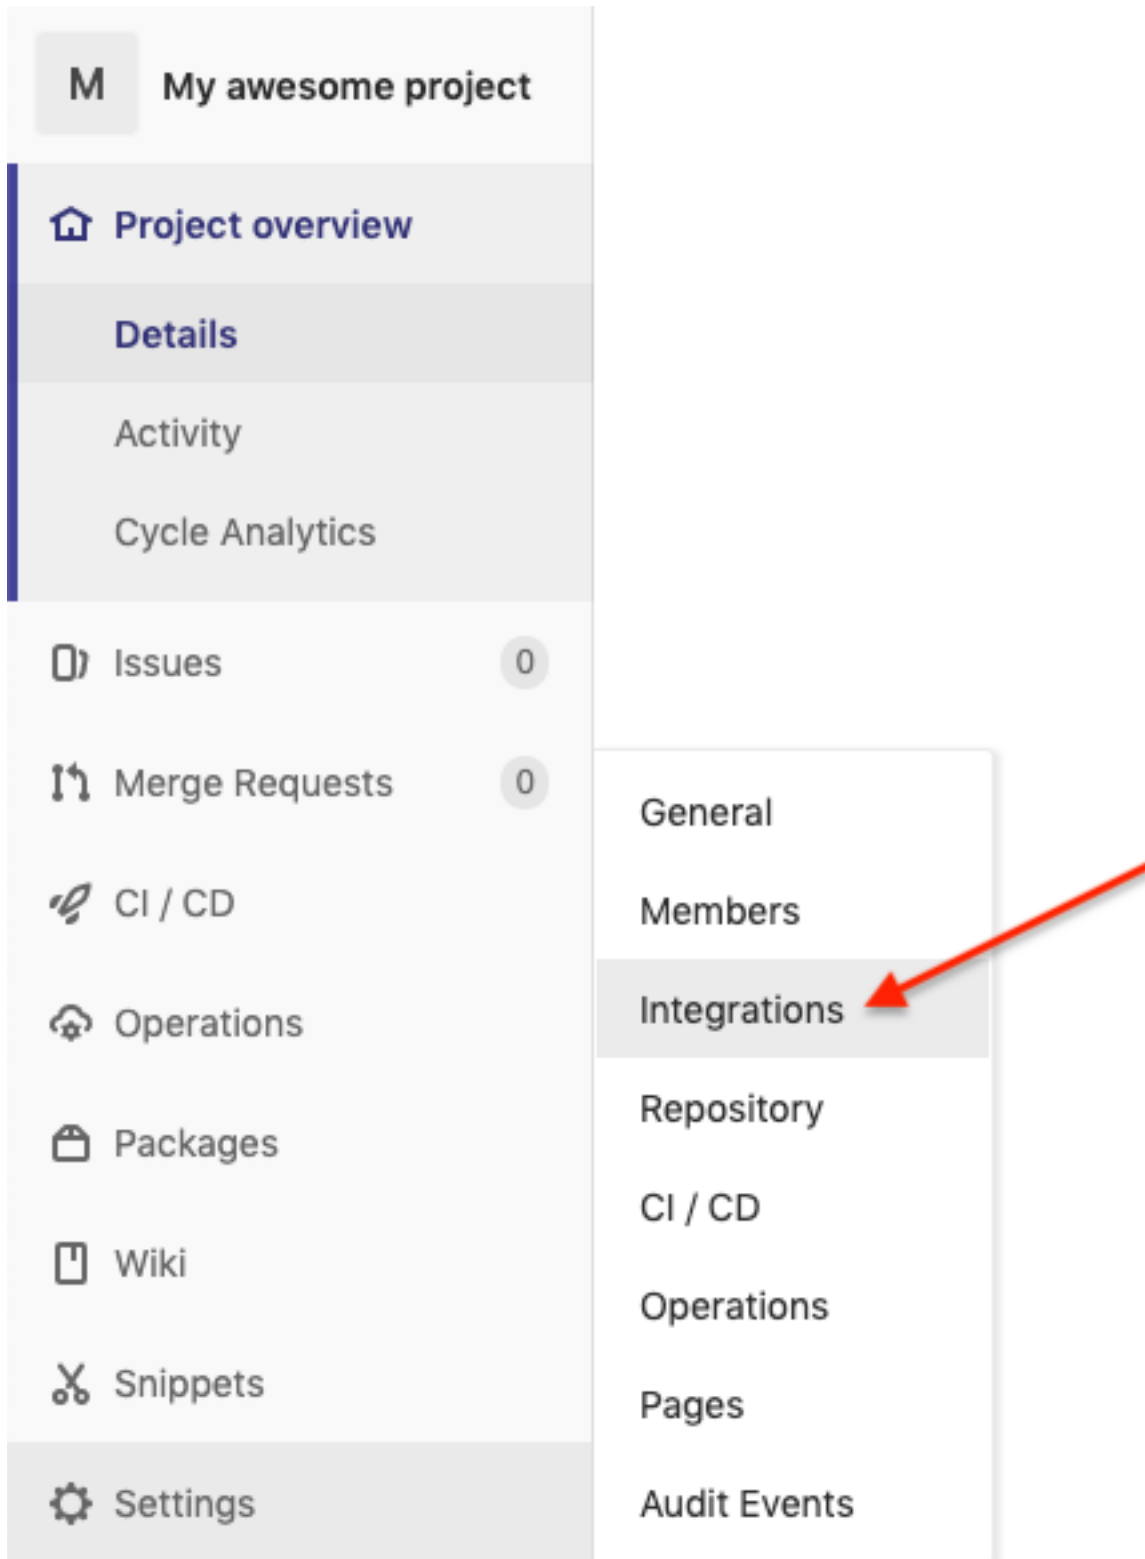 M My awesome project
Project overview
Details
Activity
Cycle Analytics
Issues 0
Merge Requests 0
CI / CD
Operations
Packages
Wiki
Snippets
Settings
General
Members
Integrations
Repository
CI / CD
Operations
Pages
Audit Events